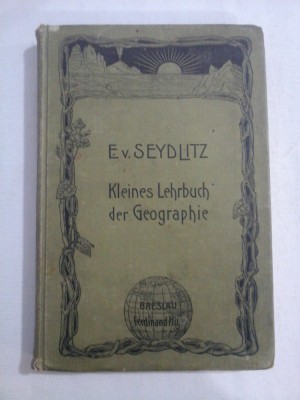 E. v. SEYDLITZ
Kleines Lehrbuch
der Geographie
BRESLAU
Ferdinand Hirt